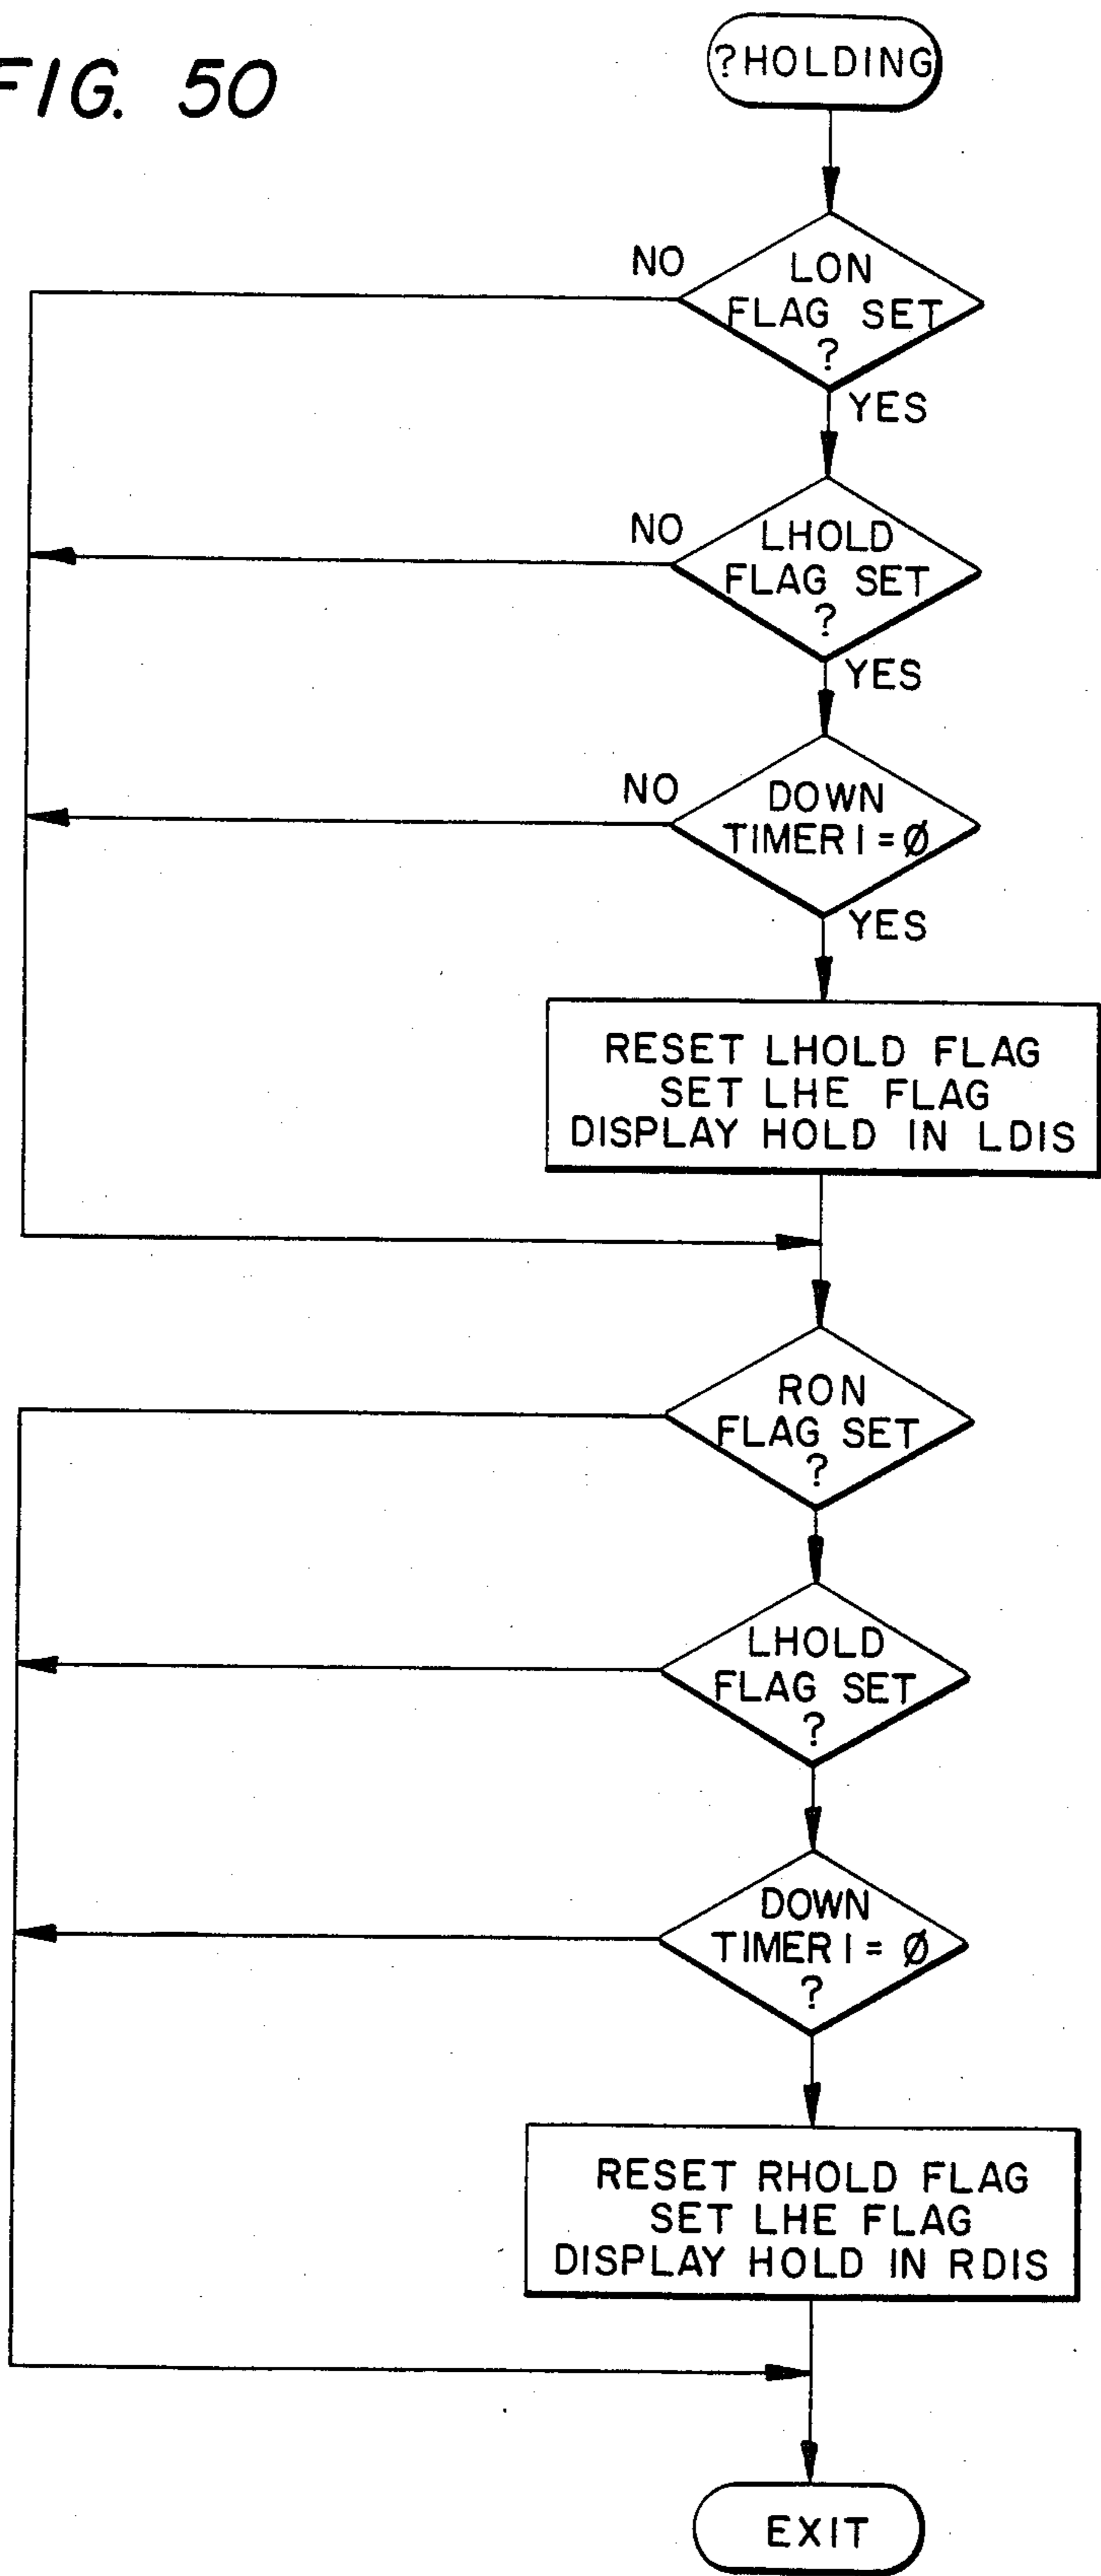 FIG. 50
?HOLDING
NO
LON
FLAG SET
?
YES
NO
LHOLD
FLAG SET
?
YES
NO
DOWN
TIMER1=Ø
YES
RESET LHOLD FLAG
SET LHE FLAG
DISPLAY HOLD IN LDIS
RON
FLAG SET
?
LHOLD
FLAG SET
?
DOWN
TIMER1= Ø
?
RESET RHOLD FLAG
SET LHE FLAG
DISPLAY HOLD IN RDIS
EXIT